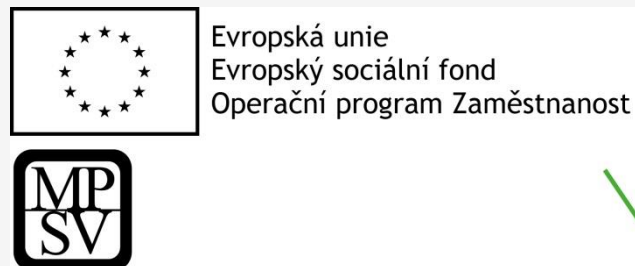 Evropská unie
Evropský sociální fond
Operační program Zaměstnanost
MP
SV